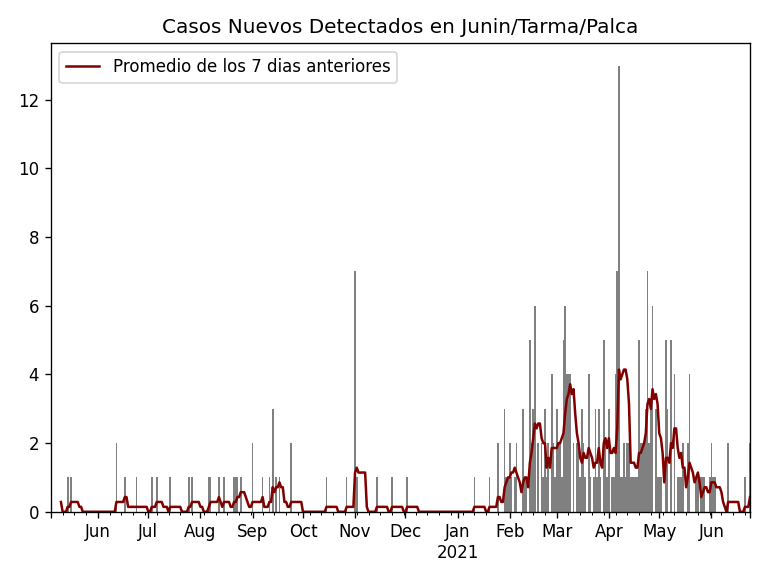 Casos Nuevos Detectados en Junin/Tarma/Palca
Promedio de los 7 dias anteriores
12
10
8
6
4
2
0
Jun Jul Aug Sep Oct Nov Dec Jan Feb Mar Apr May Jun
2021